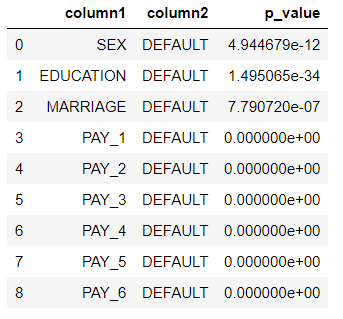 column1 column2 p_value
0 SEX DEFAULT 4.944679e-12
1 EDUCATION DEFAULT 1.495065e-34
2 MARRIAGE DEFAULT 7.790720e-07
3 PAY_1 DEFAULT 0.000000e+00
4 PAY_2 DEFAULT 0.000000e+00
5 PAY_3 DEFAULT 0.000000e+00
6 PAY_4 DEFAULT 0.000000e+00
7 PAY_5 DEFAULT 0.000000e+00
8 PAY_6 DEFAULT 0.000000e+00